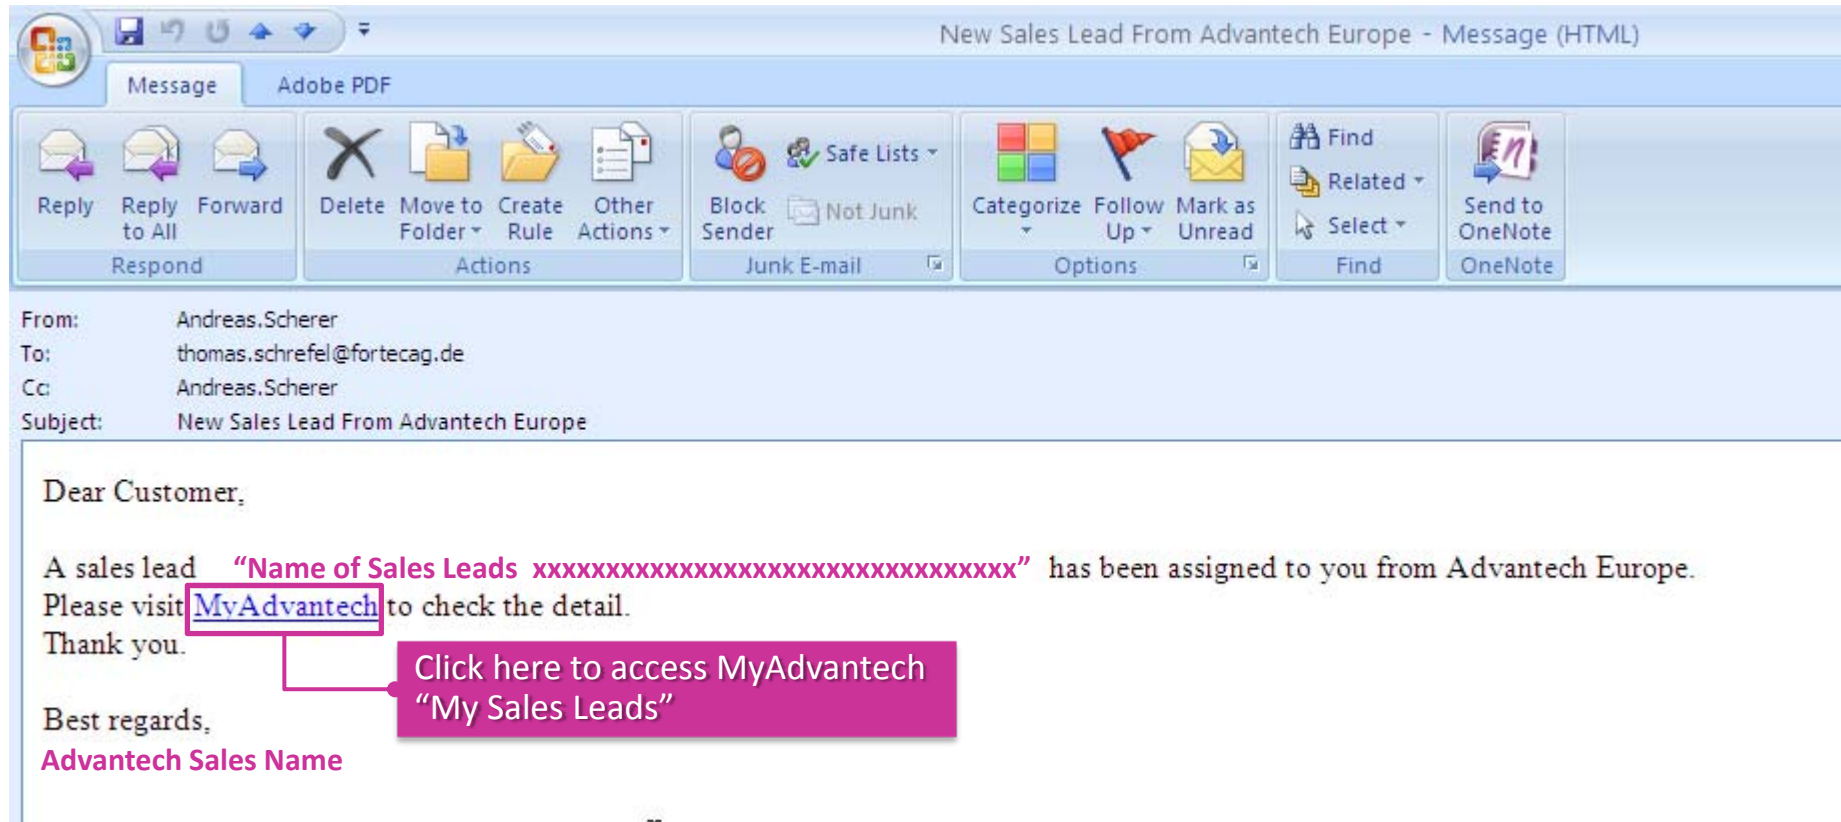 New Sales Lead From Advantech Europe - Message (HTML)
Message Adobe PDF
Reply
Reply to All
Forward
Delete
Move to Folder
Create Rule
Other Actions
Block Sender
Safe Lists
Not Junk
Categorize
Follow Up
Mark as Unread
Find
Related
Select
Send to OneNote
Respond Actions Junk E-mail Options Find OneNote
From: Andreas.Scherer
To: thomas.schrefel@fortecag.de
Cc: Andreas.Scherer
Subject: New Sales Lead From Advantech Europe
Dear Customer,
A sales lead “Name of Sales Leads xxxxxxxxxxxxxxxxxxxxxxxxxxxxxxxxx” has been assigned to you from Advantech Europe.
Please visit MyAdvantech to check the detail.
Thank you.
Click here to access MyAdvantech
“My Sales Leads”
Best regards,
Advantech Sales Name